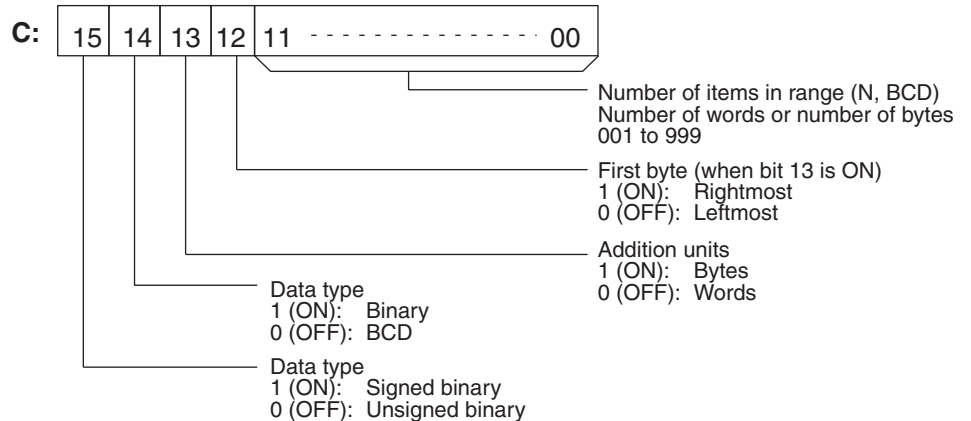 C: 15 14 13 12 11 00
Number of items in range (N, BCD)
Number of words or number of bytes
001 to 999
First byte (when bit 13 is ON)
1 (ON): Rightmost
0 (OFF): Leftmost
Addition units
1 (ON): Bytes
0 (OFF): Words
Data type
1 (ON): Binary
0 (OFF): BCD
Data type
1 (ON): Signed binary
0 (OFF): Unsigned binary